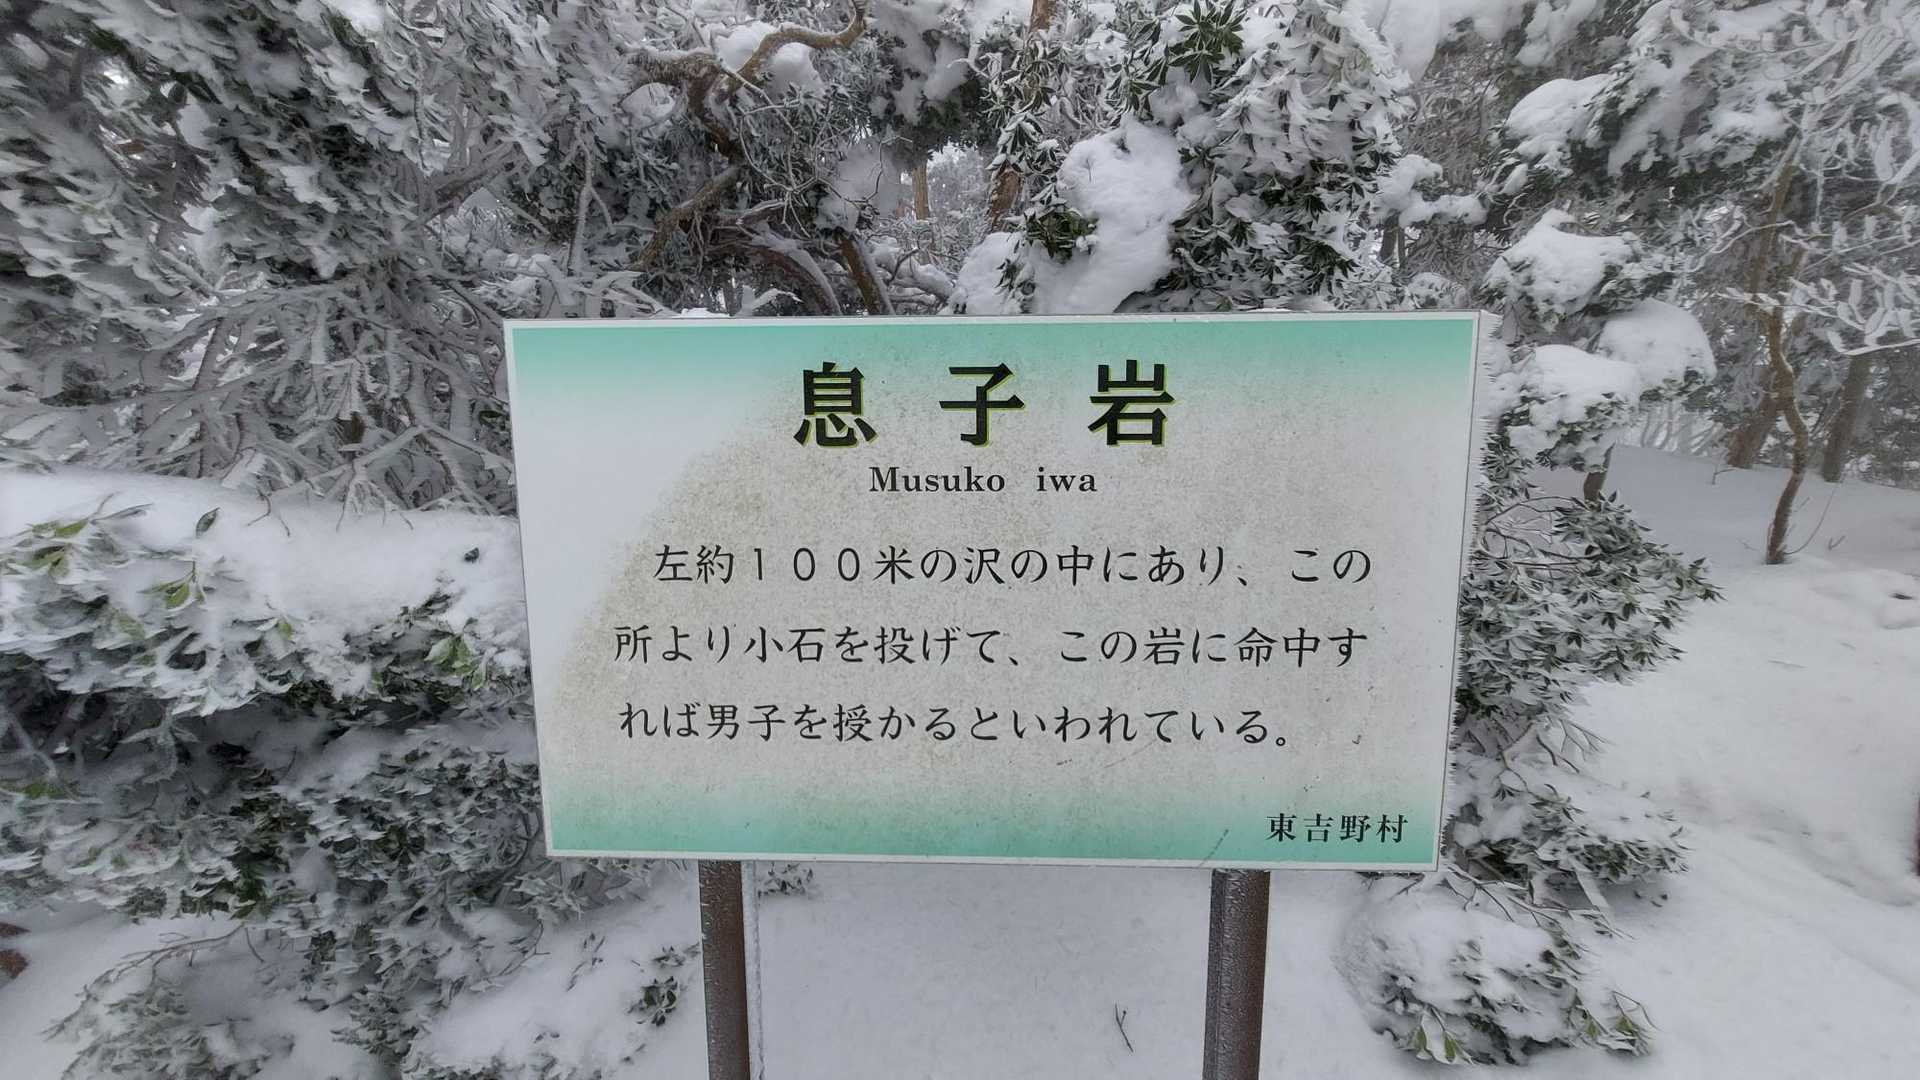 息子岩
Musuko iwa
左約１００米の沢の中にあり、この
所より小石を投げて、この岩に命中す
れば男子を授かるといわれている。
東吉野村